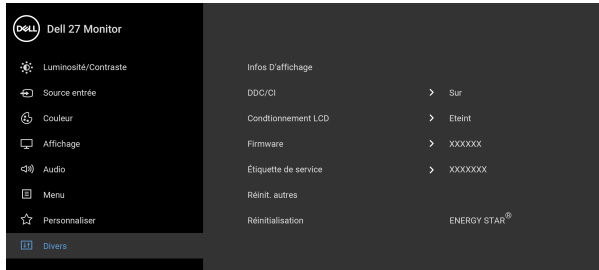 DELL
Dell 27 Monitor
Luminosité/Contraste
Source entrée
Couleur
Affichage
Audio
Menu
Personnaliser
Divers
Infos D'affichage
DDC/CI > Sur
Condtionnement LCD > Eteint
Firmware > XXXXXX
Étiquette de service > XXXXXXX
Réinit. autres
Réinitialisation ENERGY STAR®